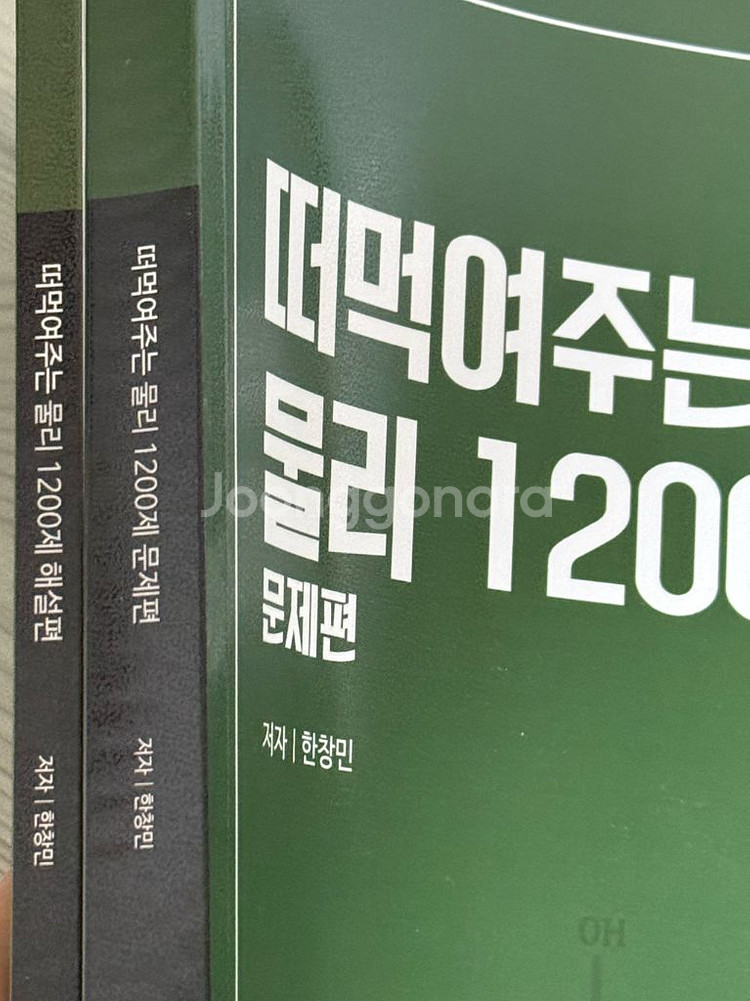 떠먹여주는 물리 1200제 해설편
저자 | 한창민
떠먹여주는 물리 1200제 문제편
저자 | 한창민
떠먹여주는
물리 1200
문제편
저자 | 한창민
Joonggonara
OH